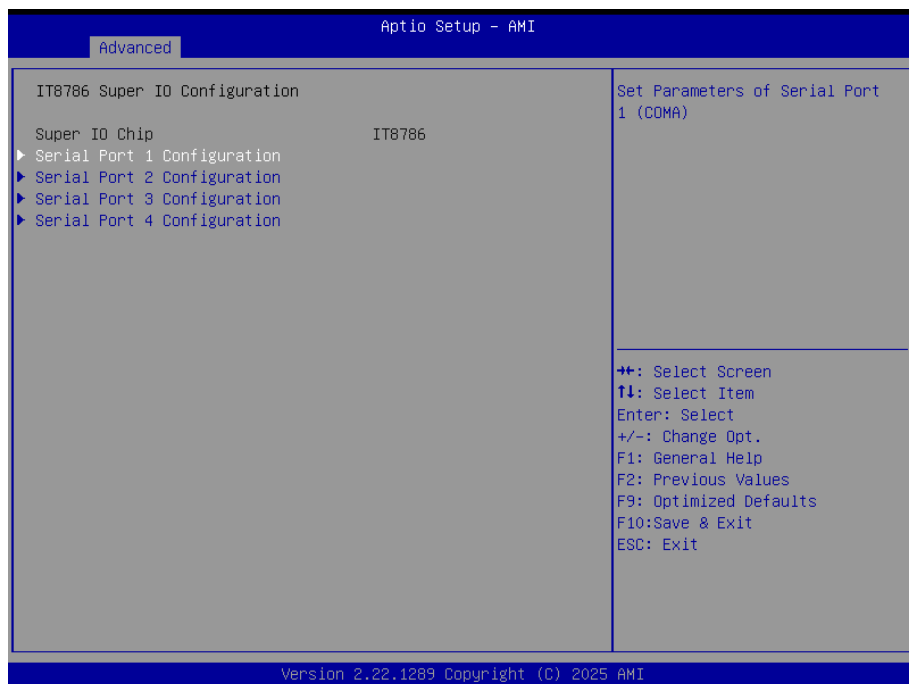 Aptio Setup – AMI
Advanced
IT8786 Super IO Configuration
Super IO Chip IT8786
Serial Port 1 Configuration
Serial Port 2 Configuration
Serial Port 3 Configuration
Serial Port 4 Configuration
Set Parameters of Serial Port
1 (COMA)
→←: Select Screen
↑↓: Select Item
Enter: Select
+/-: Change Opt.
F1: General Help
F2: Previous Values
F9: Optimized Defaults
F10:Save & Exit
ESC: Exit
Version 2.22.1289 Copyright (C) 2025 AMI